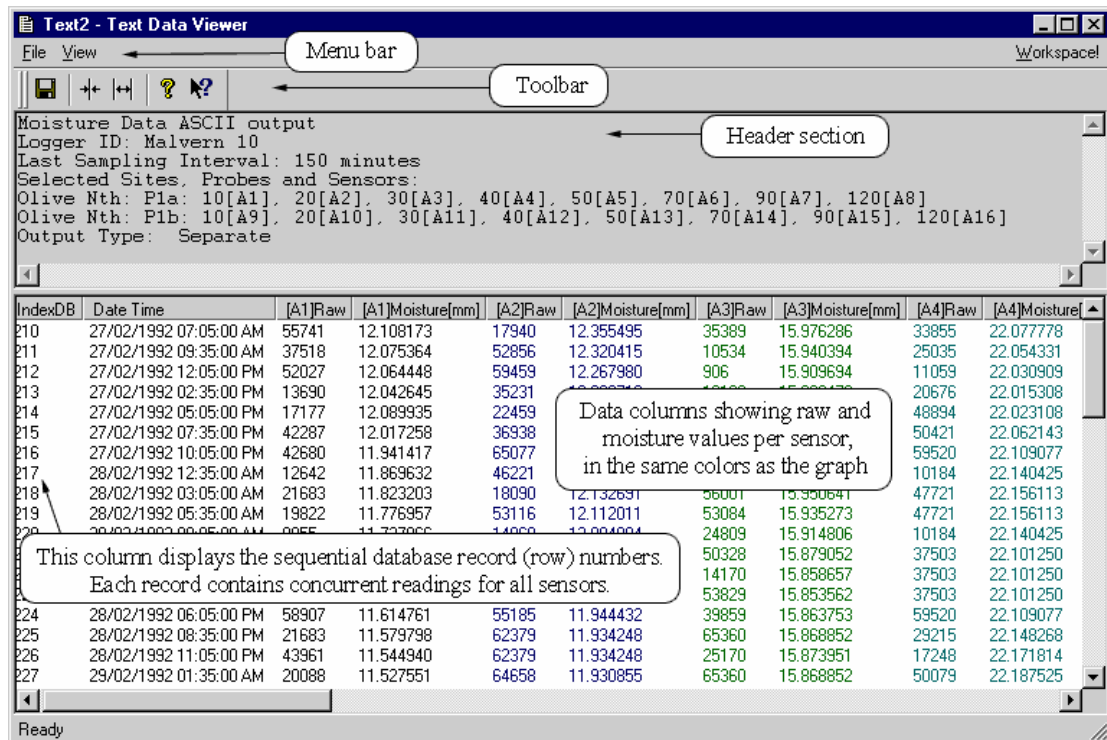 Text2 - Text Data Viewer
File View Menu bar Workspace!
Toolbar
Moisture Data ASCII output
Header section
Logger ID: Malvern 10
Last Sampling Interval: 150 minutes
Selected Sites, Probes and Sensors:
Olive Nth: P1a: 10[A1], 20[A2], 30[A3], 40[A4], 50[A5], 70[A6], 90[A7], 120[A8]
Olive Nth: P1b: 10[A9], 20[A10], 30[A11], 40[A12], 50[A13], 70[A14], 90[A15], 120[A16]
Output Type: Separate
IndexDB Date Time [A1]Raw [A1]Moisture[mm] [A2]Raw [A2]Moisture[mm] [A3]Raw [A3]Moisture[mm] [A4]Raw [A4]Moisture[
210 27/02/1992 07:05:00 AM 55741 12.108173 17940 12.355495 35389 15.976286 33855 22.077778
211 27/02/1992 09:35:00 AM 37518 12.075364 52856 12.320415 10534 15.940394 25035 22.054331
212 27/02/1992 12:05:00 PM 52027 12.064448 59459 12.267980 906 15.909694 11059 22.030909
213 27/02/1992 02:35:00 PM 13690 12.042645 35231 20676 22.015308
214 27/02/1992 05:05:00 PM 17177 12.089935 22459 48894 22.023108
215 27/02/1992 07:35:00 PM 42287 12.017258 36938 50421 22.062143
216 27/02/1992 10:05:00 PM 42680 11.941417 65077 59520 22.109077
217 28/02/1992 12:35:00 AM 12642 11.869632 46221 10184 22.140425
Data columns showing raw and
moisture values per sensor,
in the same colors as the graph
218 28/02/1992 03:05:00 AM 21683 11.823203 18090 12.132691 56001 15.950641 47721 22.156113
219 28/02/1992 05:35:00 AM 19822 11.776957 53116 12.112011 53084 15.935273 47721 22.156113
24809 15.914806 10184 22.140425
50328 15.879052 37503 22.101250
14170 15.858657 37503 22.101250
53829 15.853562 37503 22.101250
This column displays the sequential database record (row) numbers.
Each record contains concurrent readings for all sensors.
224 28/02/1992 06:05:00 PM 58907 11.614761 55185 11.944432 39859 15.863753 59520 22.109077
225 28/02/1992 08:35:00 PM 21683 11.579798 62379 11.934248 65360 15.868852 29215 22.148268
226 28/02/1992 11:05:00 PM 43961 11.544940 62379 11.934248 25170 15.873951 17248 22.171814
227 29/02/1992 01:35:00 AM 20088 11.527551 64658 11.930855 65360 15.868852 50079 22.187525
Ready